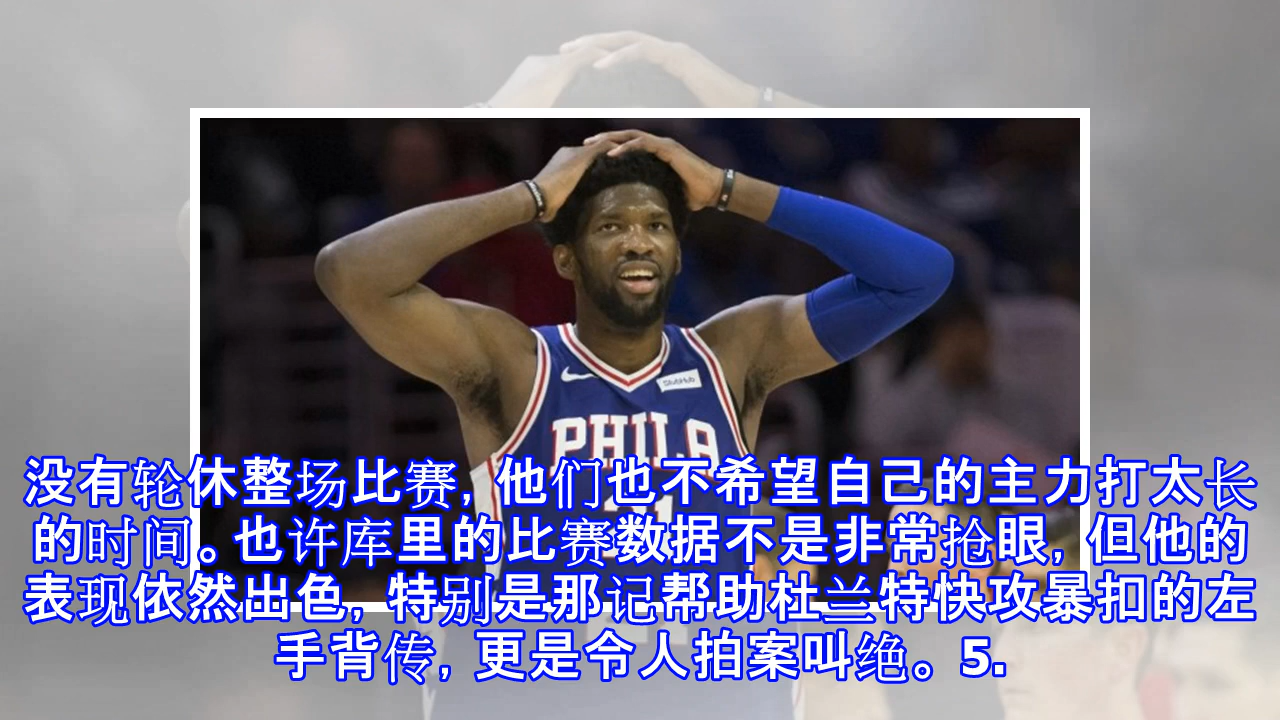 StubHub
PHILA
21
没有轮休整场比赛, 他们也不希望自己的主力打太长
的时间。也许库里的比赛数据不是非常抢眼, 但他的
表现依然出色, 特别是那记帮助杜兰特快攻暴扣的左
手背传, 更是令人拍案叫绝。5.